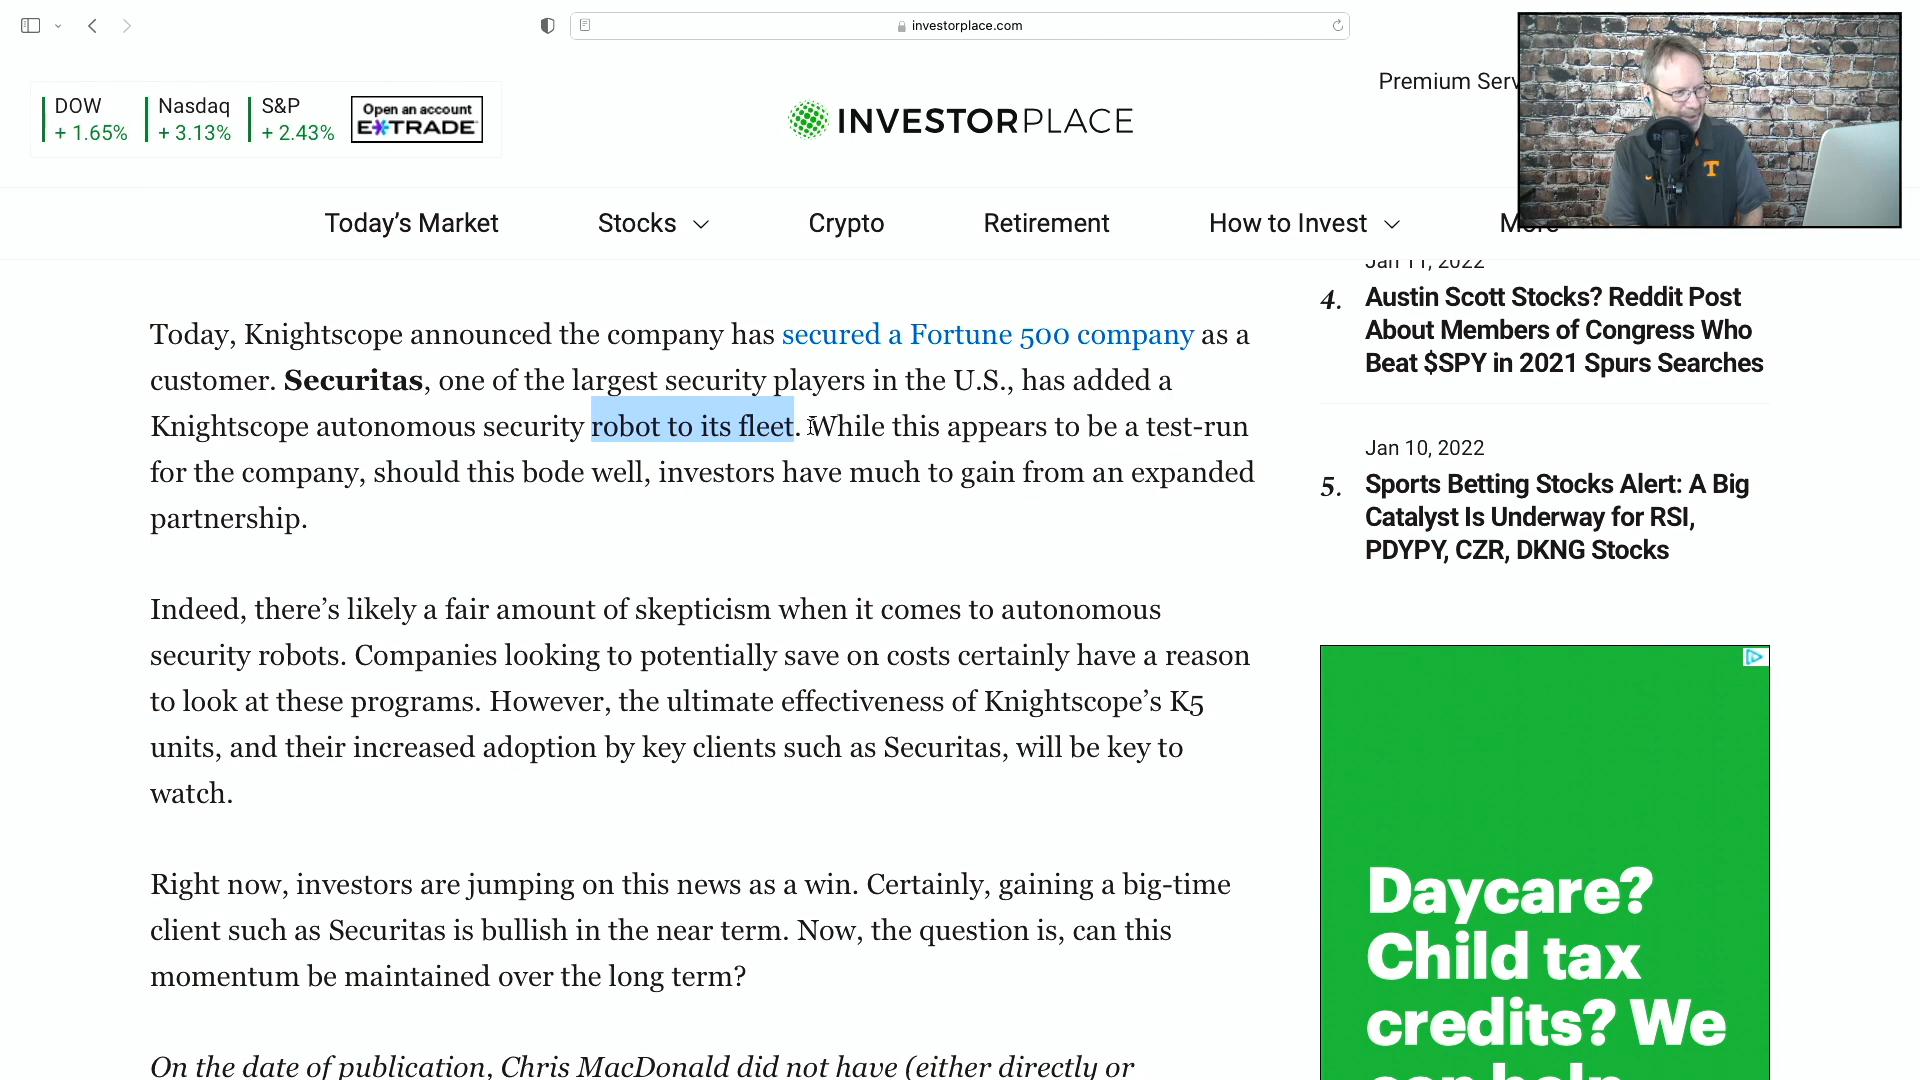 investorplace.com
Premium Serv
DOW
+ 1.65%
Nasdaq
+ 3.13%
S&P
+ 2.43%
Open an account
E*TRADE
INVESTORPLACE
T
Today’s Market
Stocks
Crypto
Retirement
How to Invest
More
Today, Knightscope announced the company has secured a Fortune 500 company as a
customer. Securitas, one of the largest security players in the U.S., has added a
Knightscope autonomous security robot to its fleet. While this appears to be a test-run
for the company, should this bode well, investors have much to gain from an expanded
partnership.
Indeed, there’s likely a fair amount of skepticism when it comes to autonomous
security robots. Companies looking to potentially save on costs certainly have a reason
to look at these programs. However, the ultimate effectiveness of Knightscope’s K5
units, and their increased adoption by key clients such as Securitas, will be key to
watch.
Right now, investors are jumping on this news as a win. Certainly, gaining a big-time
client such as Securitas is bullish in the near term. Now, the question is, can this
momentum be maintained over the long term?
On the date of publication, Chris MacDonald did not have (either directly or
Jan 11, 2022
4. Austin Scott Stocks? Reddit Post
About Members of Congress Who
Beat $SPY in 2021 Spurs Searches
Jan 10, 2022
5. Sports Betting Stocks Alert: A Big
Catalyst Is Underway for RSI,
PDYPY, CZR, DKNG Stocks
Daycare?
Child tax
credits? We
can help